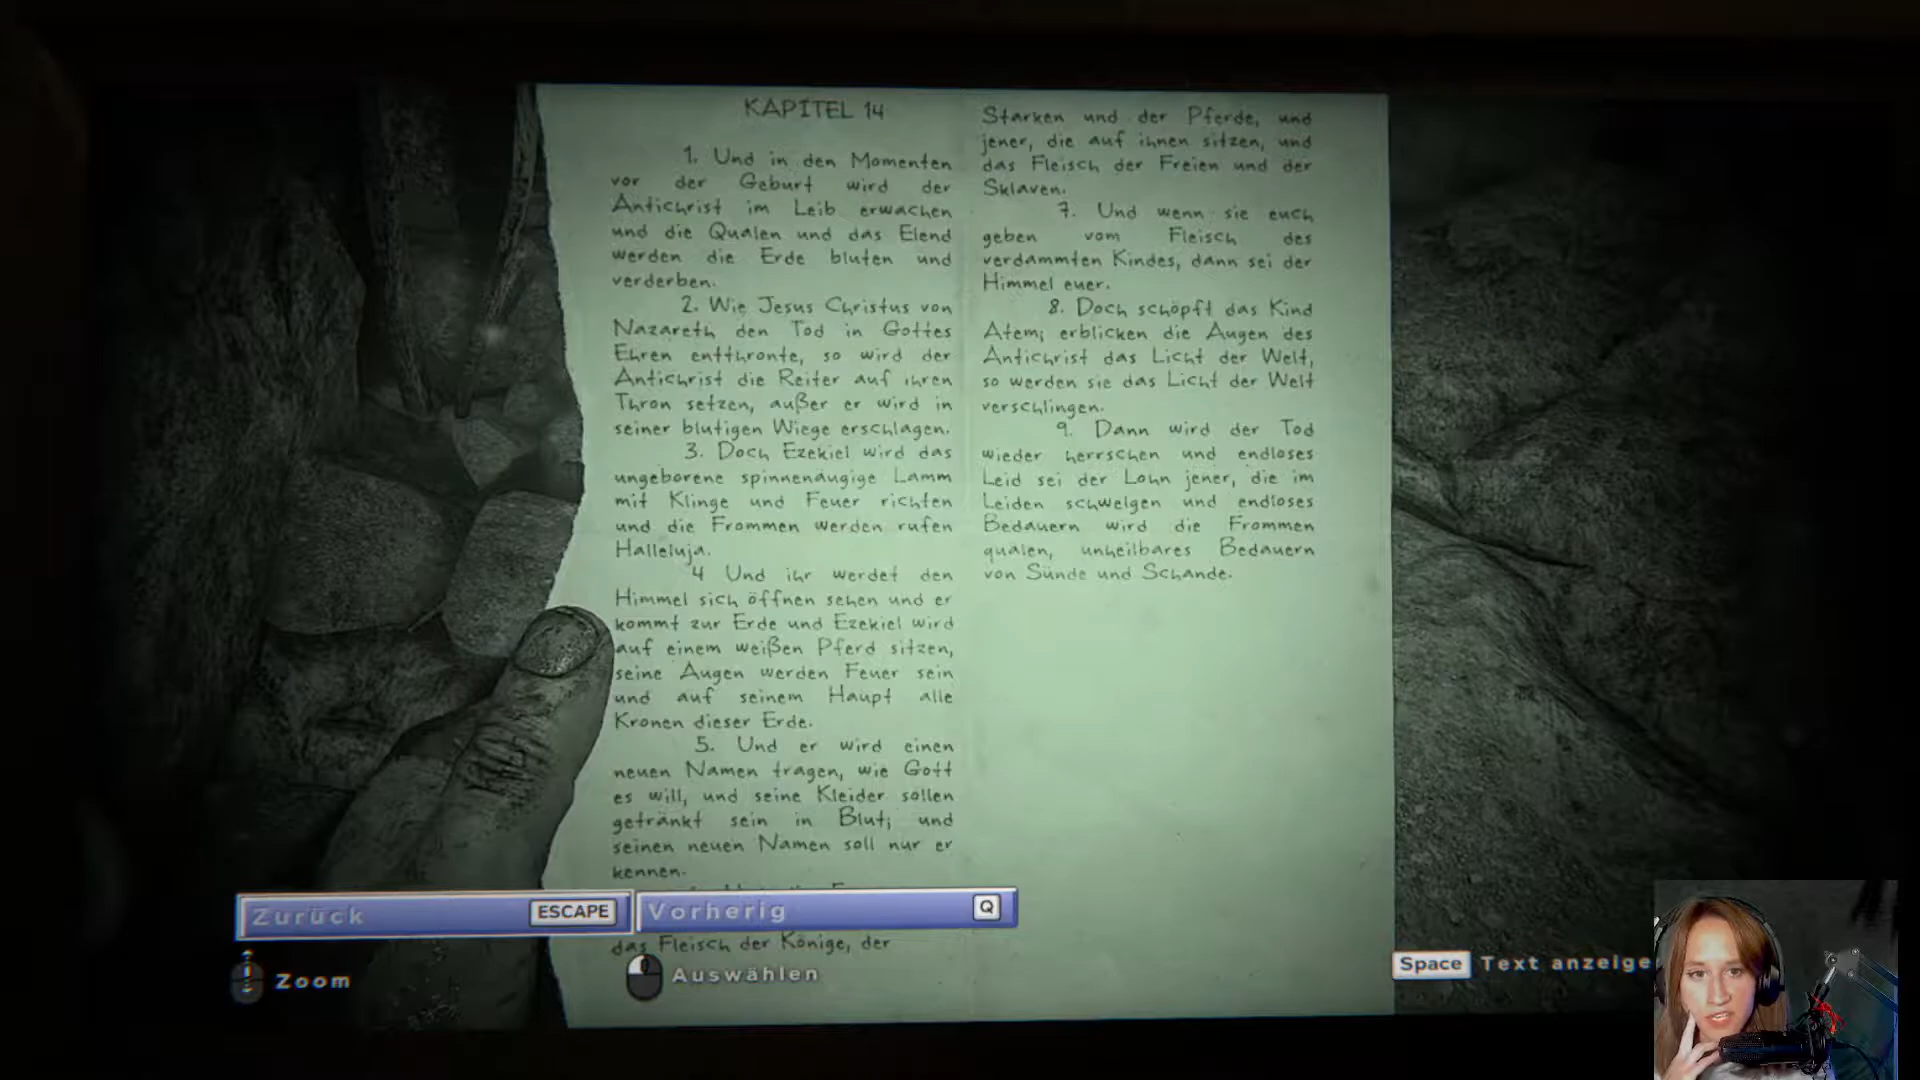 KAPITEL 14
1. Und in den Momenten
vor der Geburt wird der
Antichrist im Leib erwachen
und die Qualen und das Elend
werden die Erde bluten und
verderben.
2. Wie Jesus Christus von
Nazareth den Tod in Gottes
Ehren entthronte, so wird der
Antichrist die Reiter auf ihren
Thron setzen, außer er wird in
seiner blutigen Wiege erschlagen.
3. Doch Ezekiel wird das
ungeborene spinnenäugige Lamm
mit Klinge und Feuer richten
und die Frommen werden rufen
Halleluja.
4 Und ihr werdet den
Himmel sich öffnen sehen und er
kommt zur Erde und Ezekiel wird
auf einem weißen Pferd sitzen,
seine Augen werden Feuer sein
und auf seinem Haupt alle
Kronen dieser Erde.
5. Und er wird einen
neuen Namen tragen, wie Gott
es will, und seine Kleider sollen
getränkt sein in Blut; und
seinen neuen Namen soll nur er
kennen.
das Fleisch der Könige, der
Starken und der Pferde, und
jener, die auf ihnen sitzen, und
das Fleisch der Freien und der
Sklaven.
7. Und wenn sie euch
geben vom Fleisch des
verdammten Kindes, dann sei der
Himmel euer.
8. Doch schöpft das Kind
Atem; erblicken die Augen des
Antichrist das Licht der Welt,
so werden sie das Licht der Welt
verschlingen.
9. Dann wird der Tod
wieder herrschen und endloses
Leid sei der Lohn jener, die im
Leiden schwelgen und endloses
Bedauern wird die Frommen
quälen, unheilbares Bedauern
von Sünde und Schande.
Zurück ESCAPE
Vorherig Q
Zoom
Auswählen
Space Text anzeige